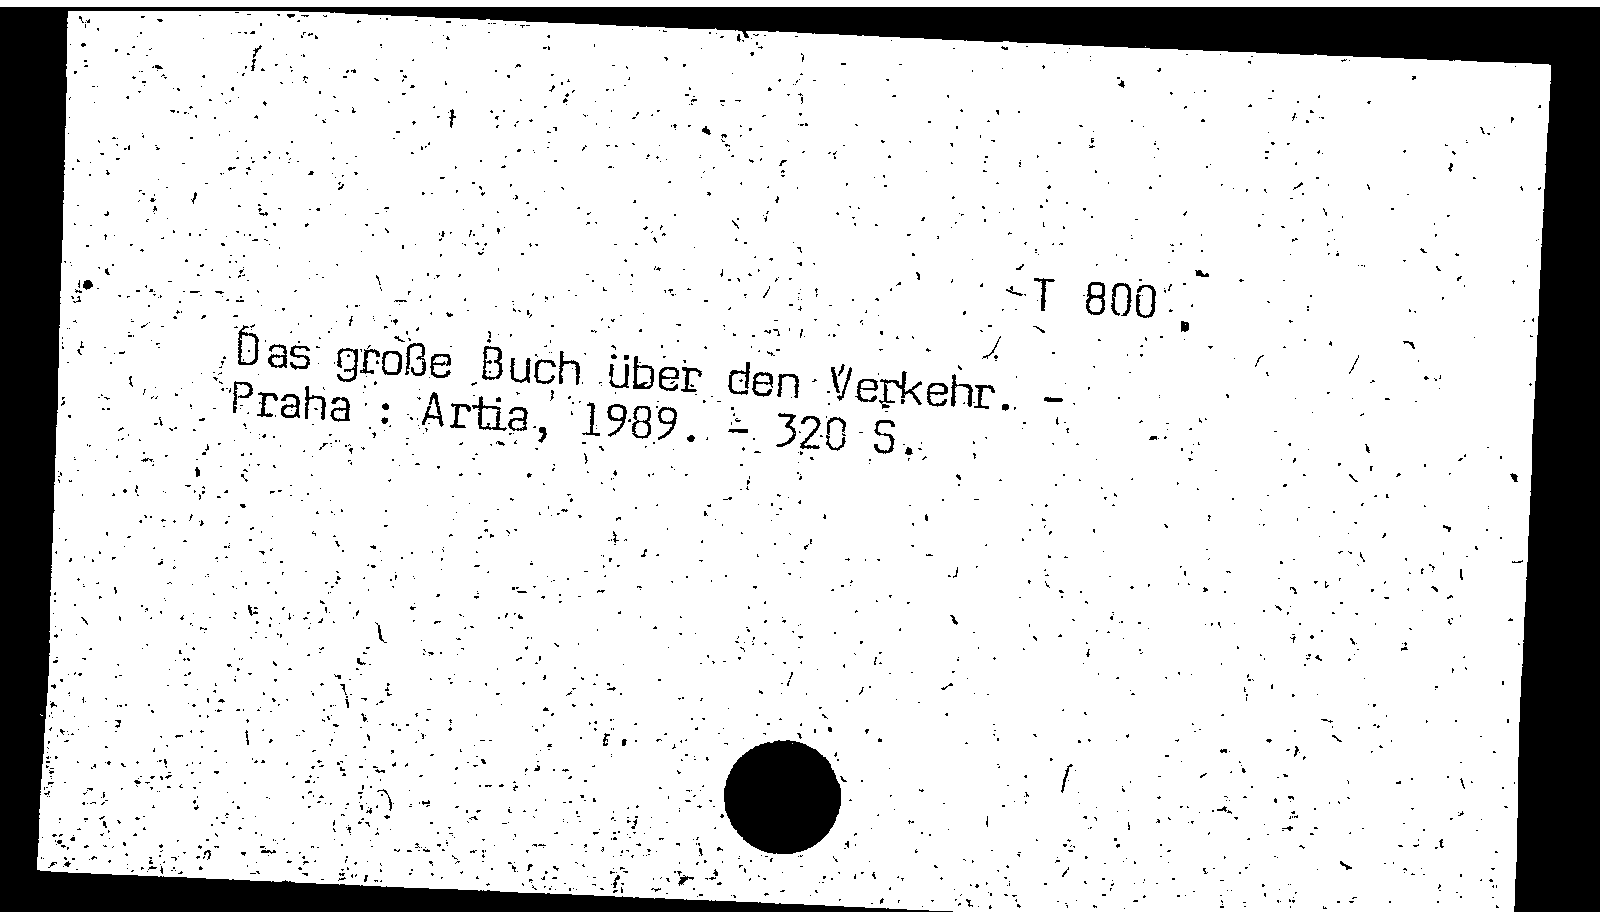 T 800
Das große Buch über den Verkehr. -
Praha : Artia, 1989. - 320 S.